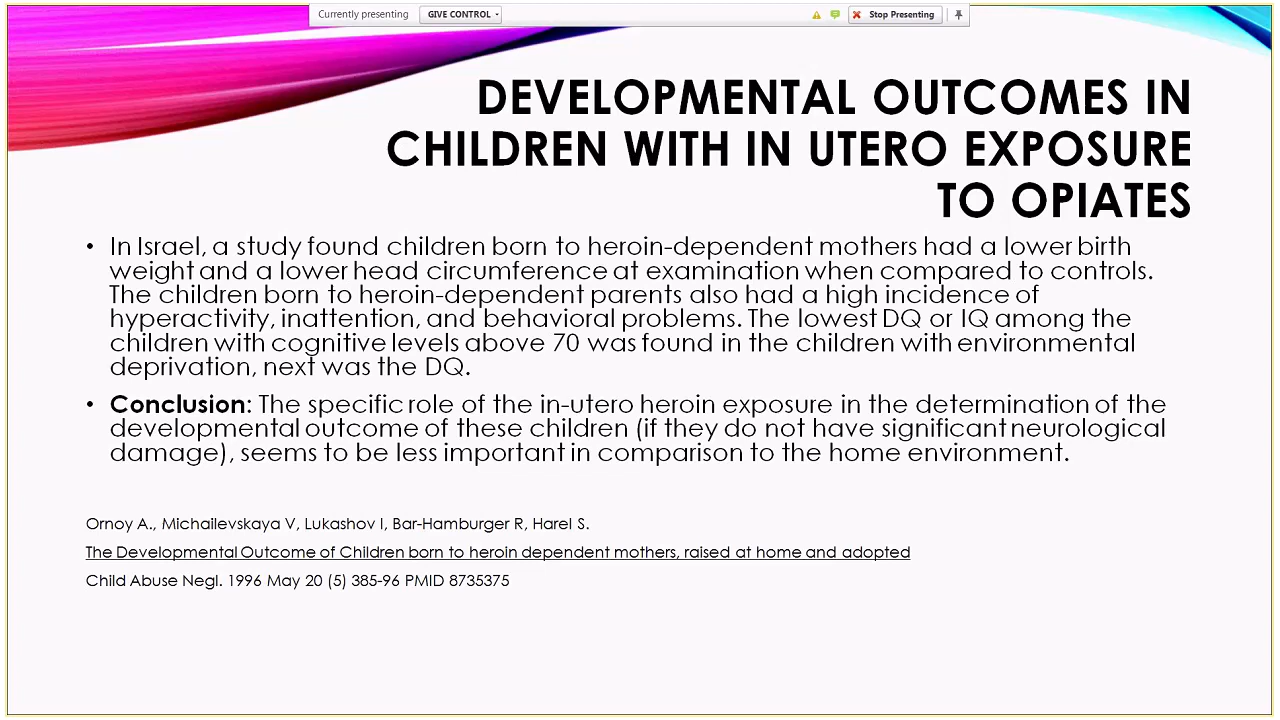 Currently presenting GIVE CONTROL Stop Presenting
DEVELOPMENTAL OUTCOMES IN
CHILDREN WITH IN UTERO EXPOSURE
TO OPIATES
• In Israel, a study found children born to heroin-dependent mothers had a lower birth
weight and a lower head circumference at examination when compared to controls.
The children born to heroin-dependent parents also had a high incidence of
hyperactivity, inattention, and behavioral problems. The lowest DQ or IQ among the
children with cognitive levels above 70 was found in the children with environmental
deprivation, next was the DQ.
• Conclusion: The specific role of the in-utero heroin exposure in the determination of the
developmental outcome of these children (if they do not have significant neurological
damage), seems to be less important in comparison to the home environment.
Ornoy A., Michailevskaya V, Lukashov I, Bar-Hamburger R, Harel S.
The Developmental Outcome of Children born to heroin dependent mothers, raised at home and adopted
Child Abuse Negl. 1996 May 20 (5) 385-96 PMID 8735375